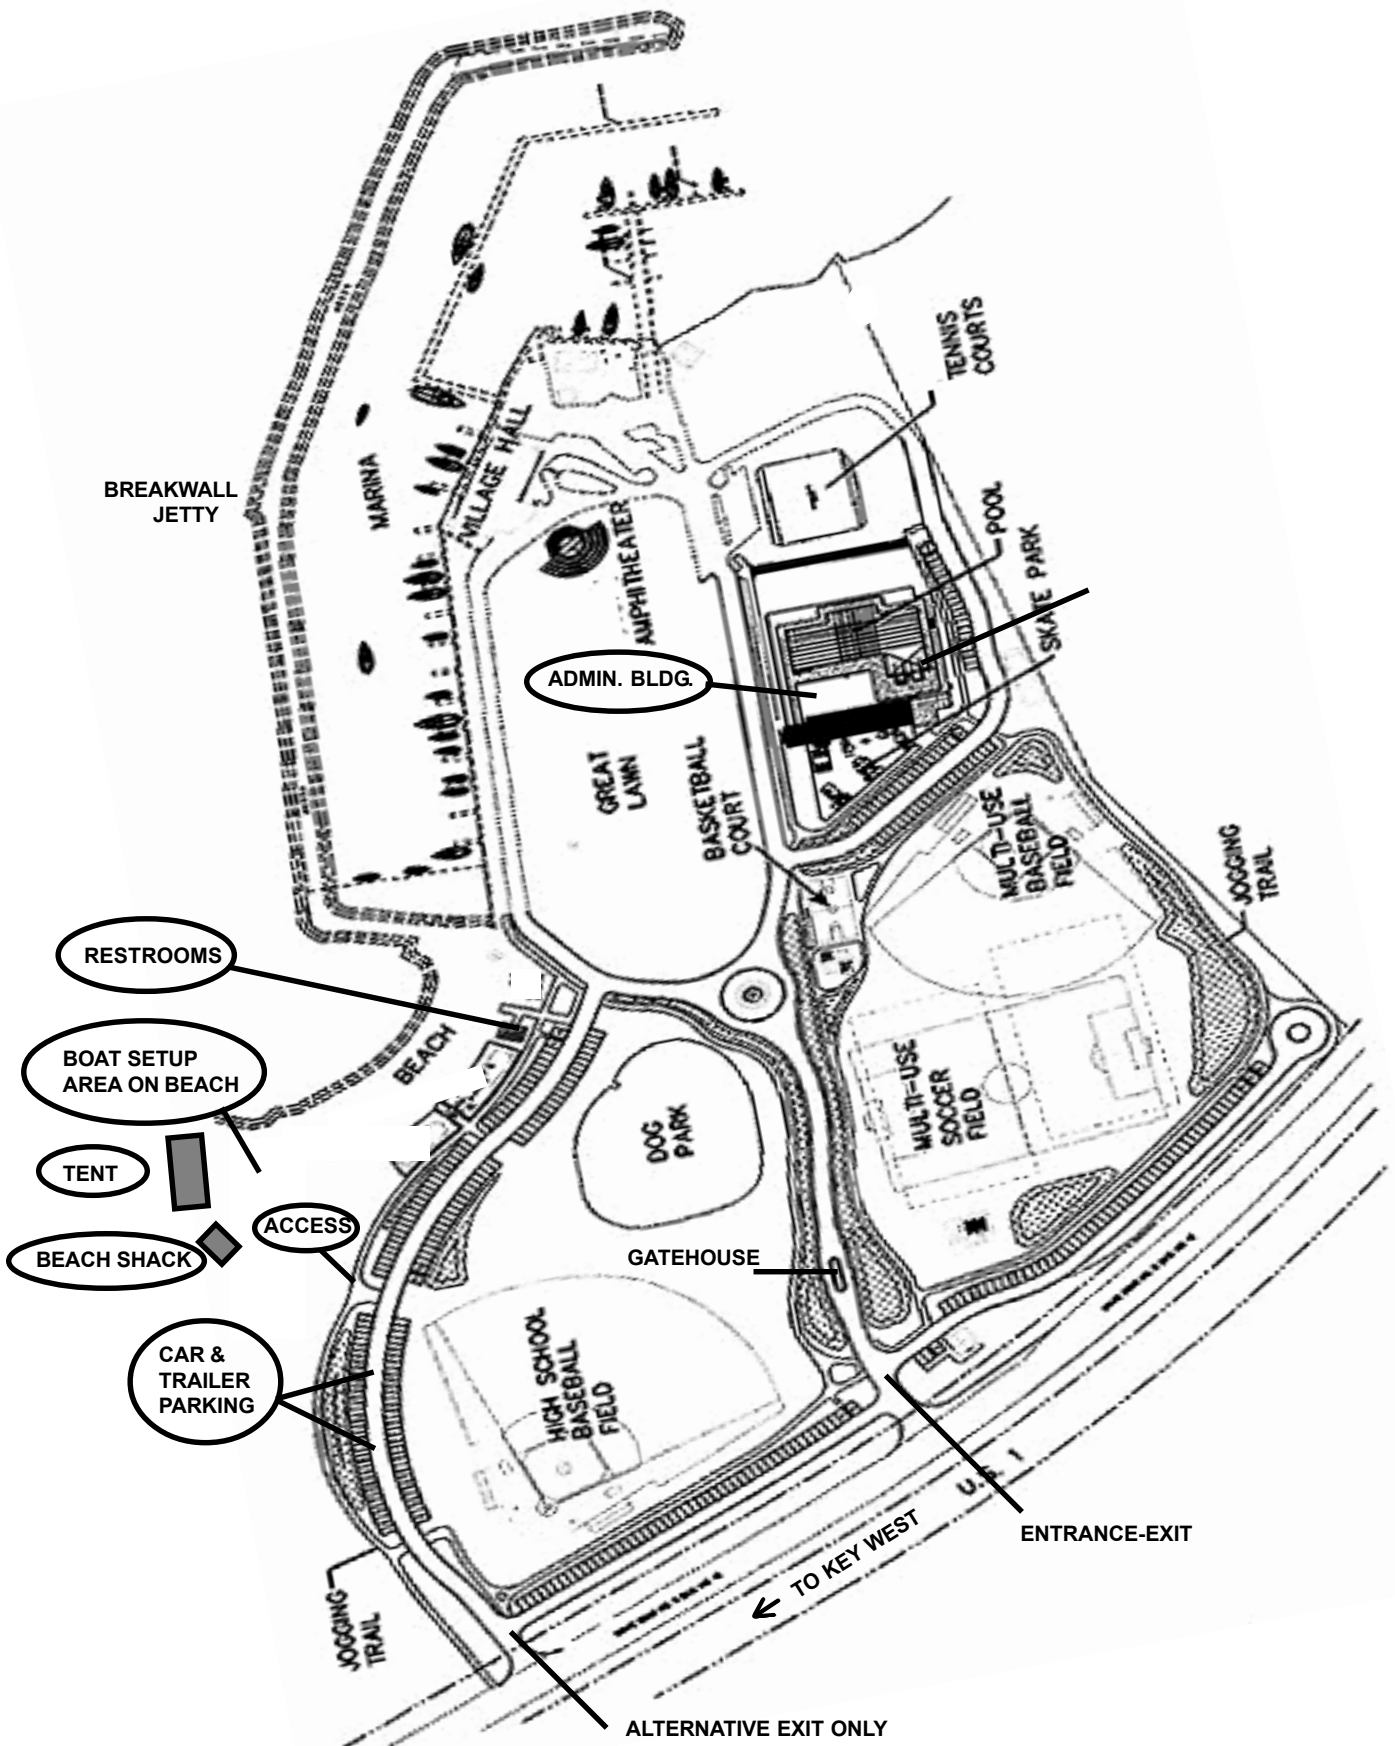 TENNIS
COURTS
BREAKWALL
JETTY
MARINA
VILLAGE HALL
AMPHITHEATER
POOL
SKATE PARK
ADMIN. BLDG.
GREAT
LAWN
BASKETBALL
COURT
MULTI-USE
BASEBALL
FIELD
JOGGING
TRAIL
RESTROOMS
BEACH
BOAT SETUP
AREA ON BEACH
MULTI-USE
SOCCER
FIELD
DOG
PARK
TENT
ACCESS
BEACH SHACK
GATEHOUSE
CAR &
TRAILER
PARKING
HIGH SCHOOL
BASEBALL
FIELD
U.S. 1
ENTRANCE-EXIT
TO KEY WEST
JOGGING
TRAIL
ALTERNATIVE EXIT ONLY